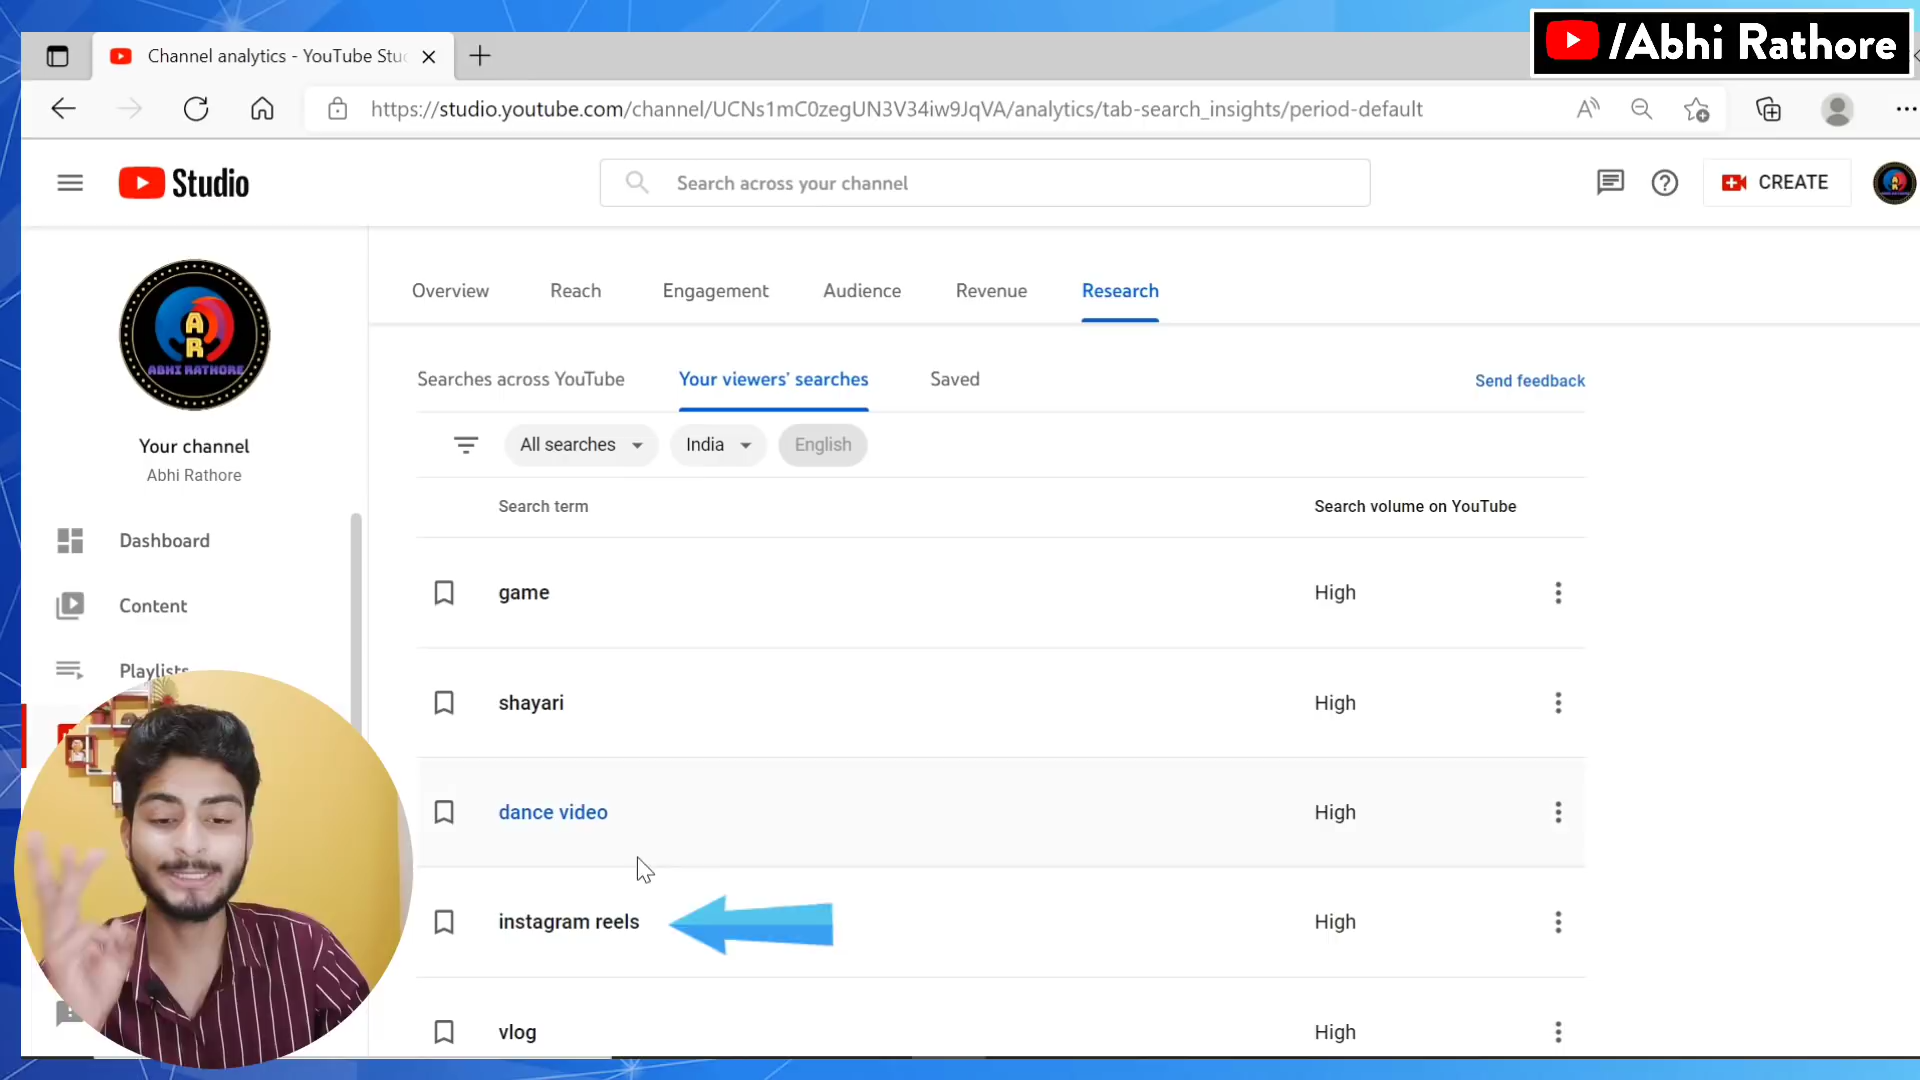 /Abhi Rathore
Channel analytics - YouTube Stu
https://studio.youtube.com/channel/UCNs1mC0zegUN3V34iw9JqVA/analytics/tab-search_insights/period-default
Studio
Search across your channel
CREATE
Overview
Reach
Engagement
Audience
Revenue
Research
A
R
ABHI RATHORE
Your channel
Abhi Rathore
Dashboard
Content
Playlists
Searches across YouTube
Your viewers' searches
Saved
Send feedback
All searches
India
English
Search term
Search volume on YouTube
game
High
shayari
High
dance video
High
instagram reels
High
vlog
High